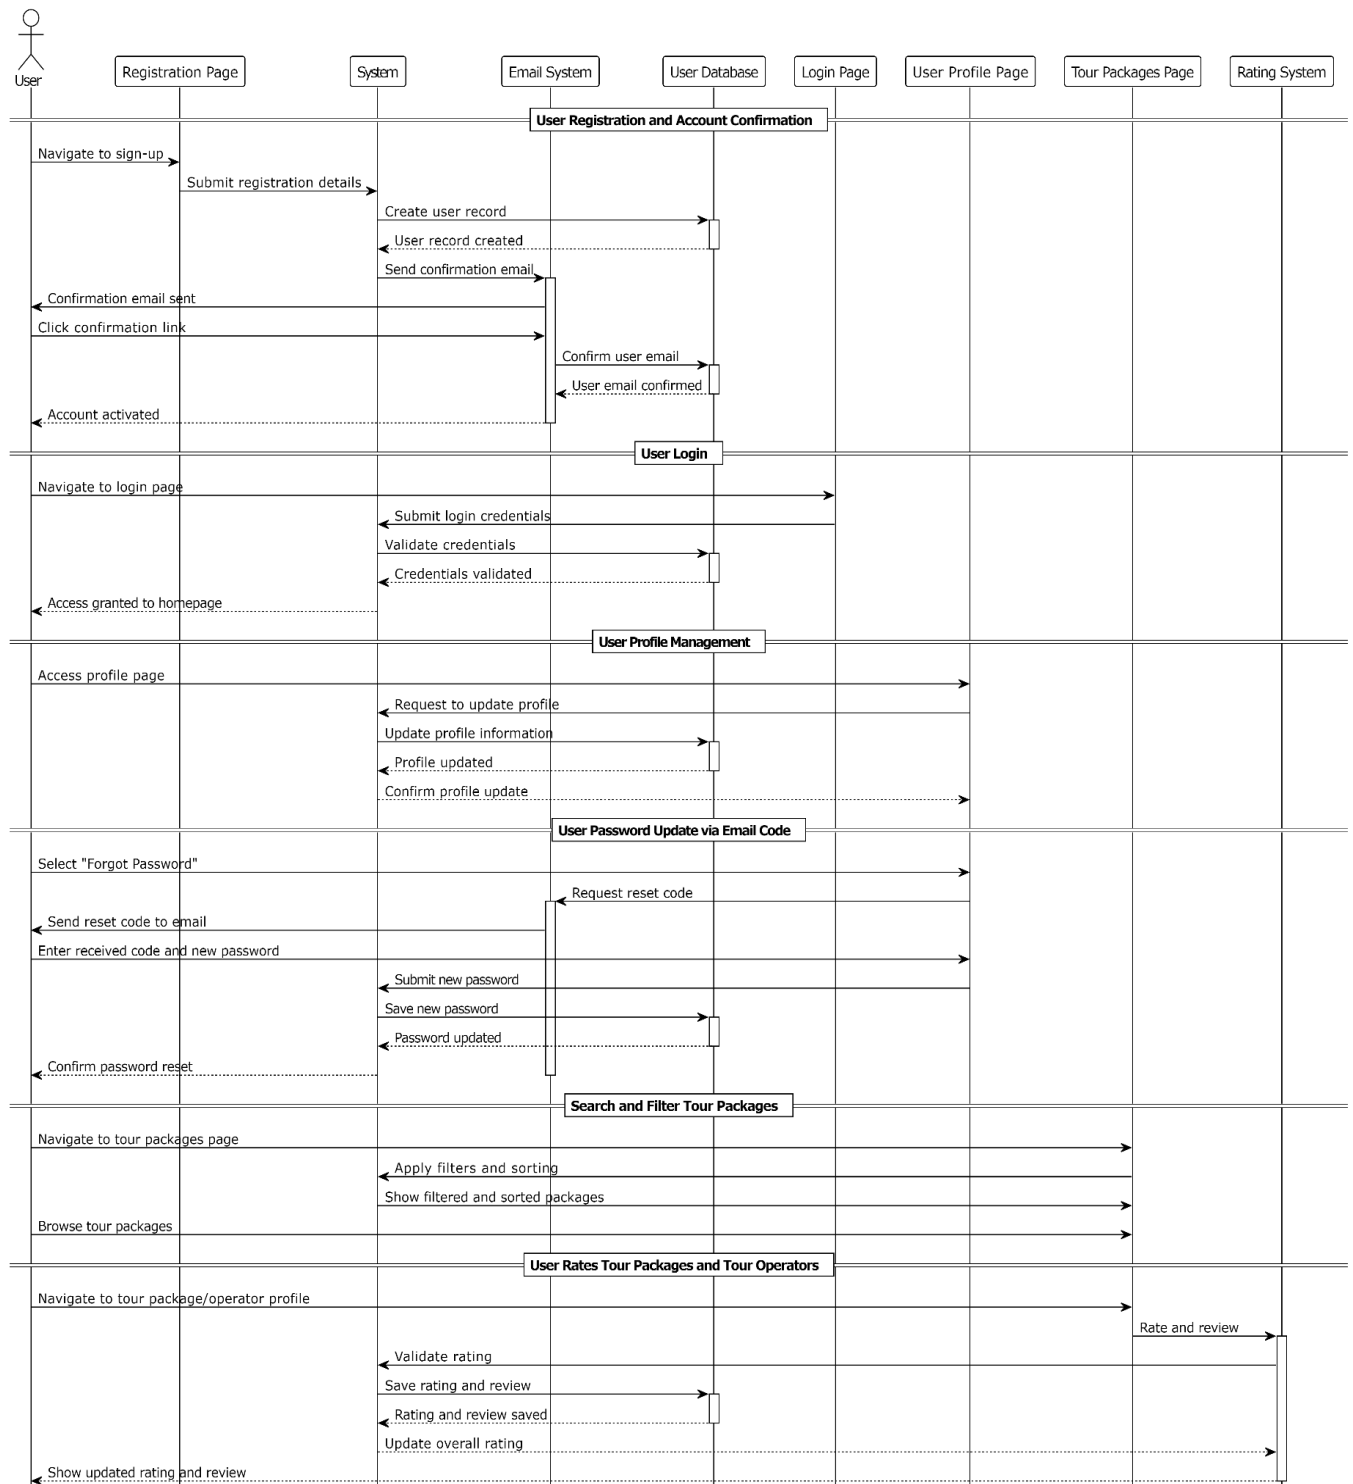 User
Registration Page
System
Email System
User Database
Login Page
User Profile Page
Tour Packages Page
Rating System
User Registration and Account Confirmation
Navigate to sign-up
Submit registration details
Create user record
User record created
Send confirmation email
Confirmation email sent
Click confirmation link
Confirm user email
User email confirmed
Account activated
User Login
Navigate to login page
Submit login credentials
Validate credentials
Credentials validated
Access granted to homepage
User Profile Management
Access profile page
Request to update profile
Update profile information
Profile updated
Confirm profile update
User Password Update via Email Code
Select "Forgot Password"
Request reset code
Send reset code to email
Enter received code and new password
Submit new password
Save new password
Password updated
Confirm password reset
Search and Filter Tour Packages
Navigate to tour packages page
Apply filters and sorting
Show filtered and sorted packages
Browse tour packages
User Rates Tour Packages and Tour Operators
Navigate to tour package/operator profile
Rate and review
Validate rating
Save rating and review
Rating and review saved
Update overall rating
Show updated rating and review